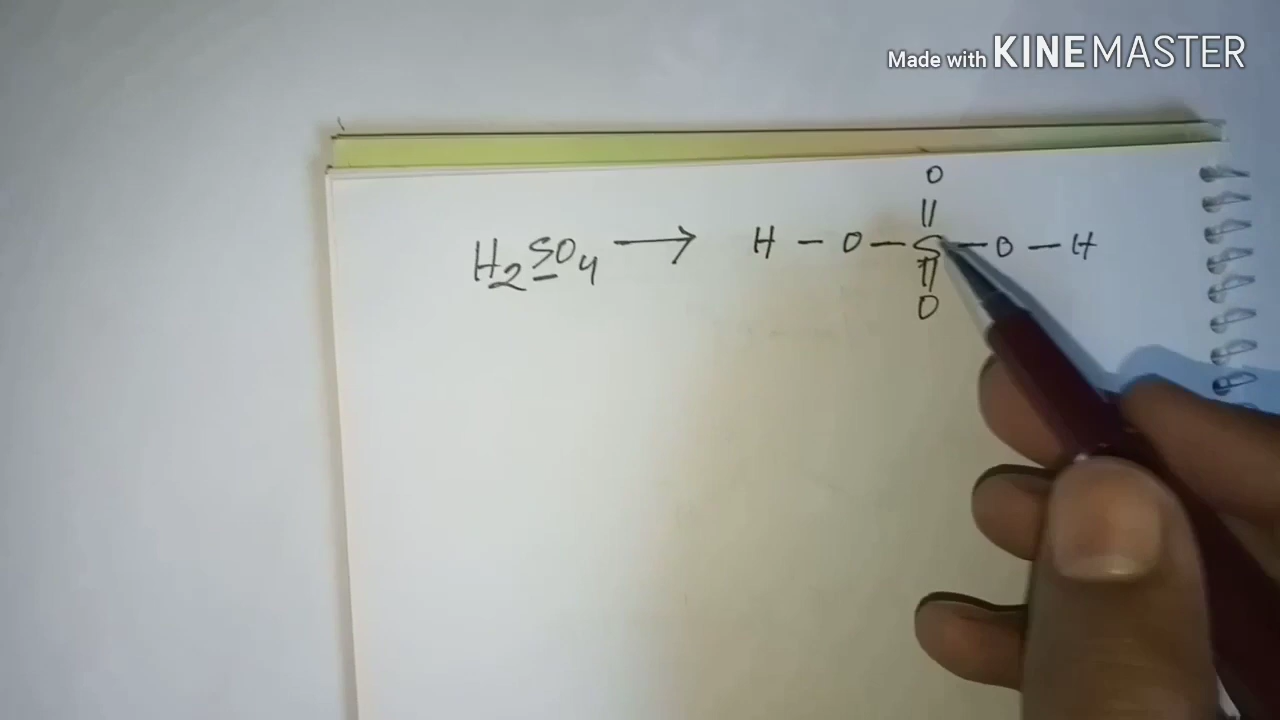 Made with KINEMASTER
O
||
H₂SO₄ ⟶ H – O – S – O – H
||
O